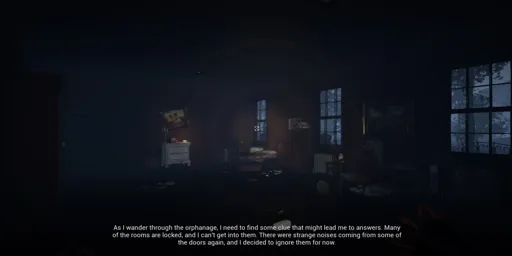 As I wander through the orphanage, I need to find some clue that might lead me to answers. Many
of the rooms are locked, and I can't get into them. There were strange noises coming from some of
the doors again, and I decided to ignore them for now.